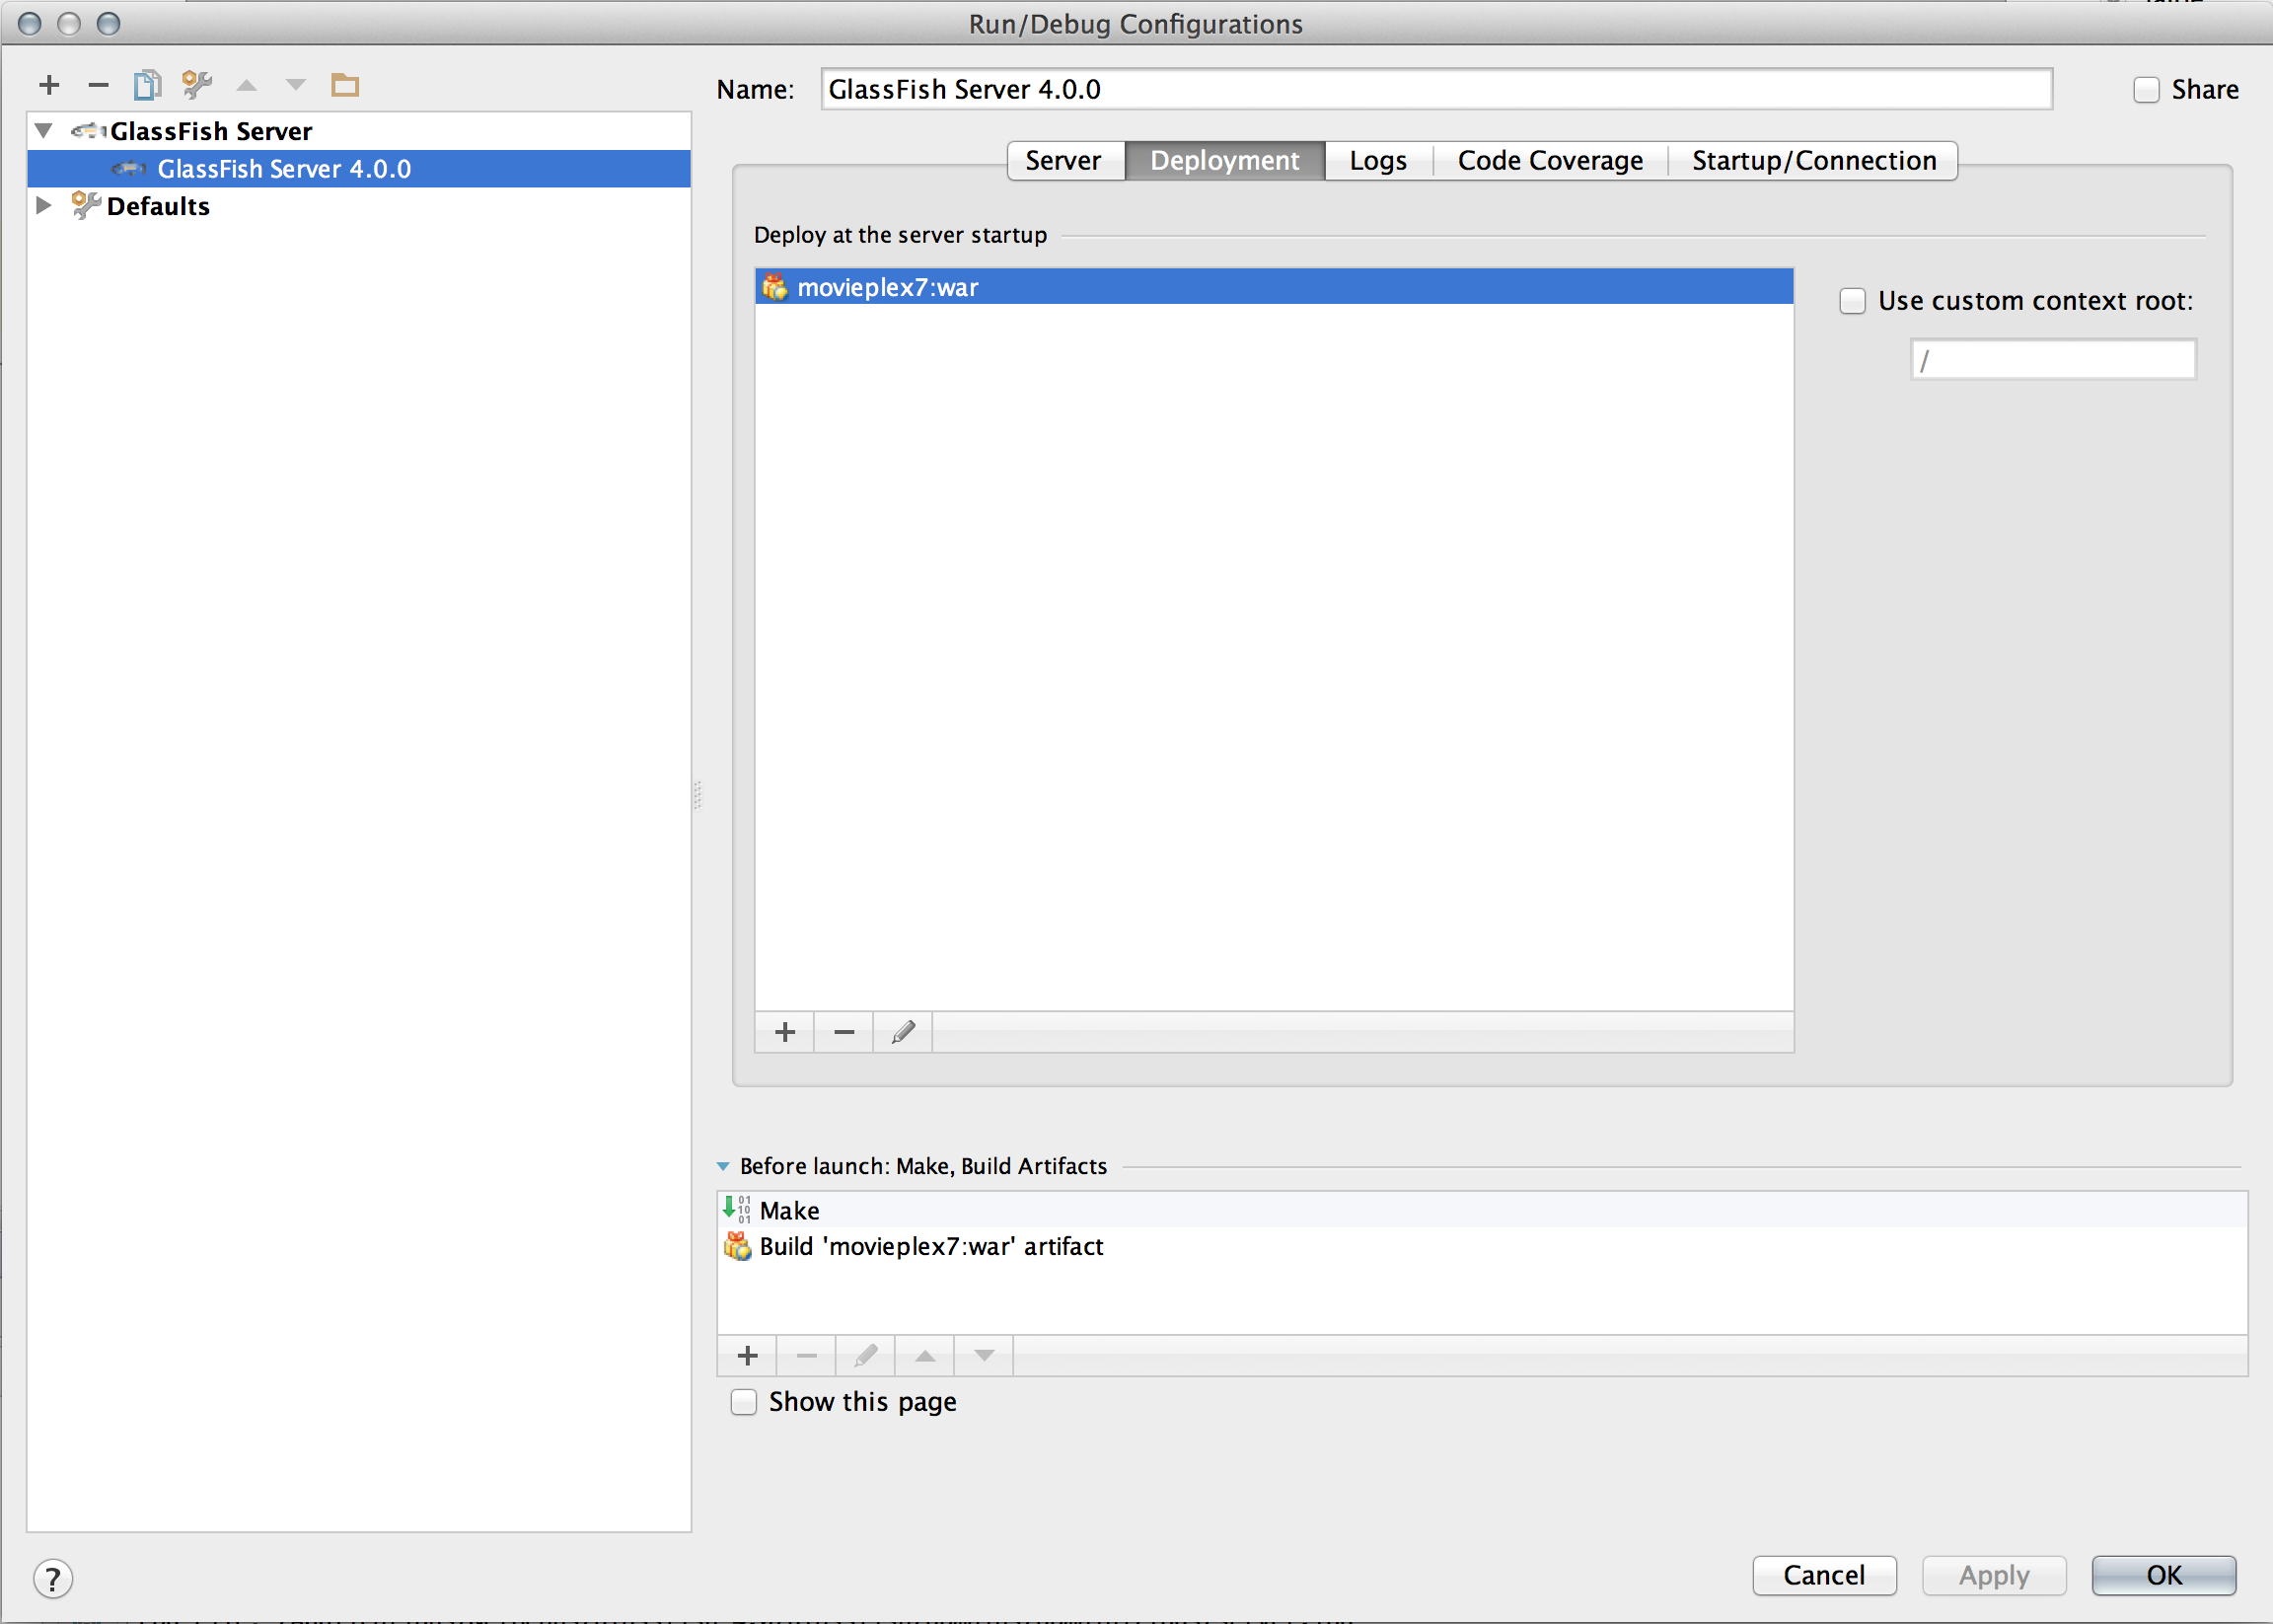 Run/Debug Configurations
Name: GlassFish Server 4.0.0
Share
GlassFish Server
GlassFish Server 4.0.0
Defaults
Server
Deployment
Logs
Code Coverage
Startup/Connection
Deploy at the server startup
movieplex7:war
Use custom context root:
/
Before launch: Make, Build Artifacts
Make
Build 'movieplex7:war' artifact
Show this page
?
Cancel
Apply
OK